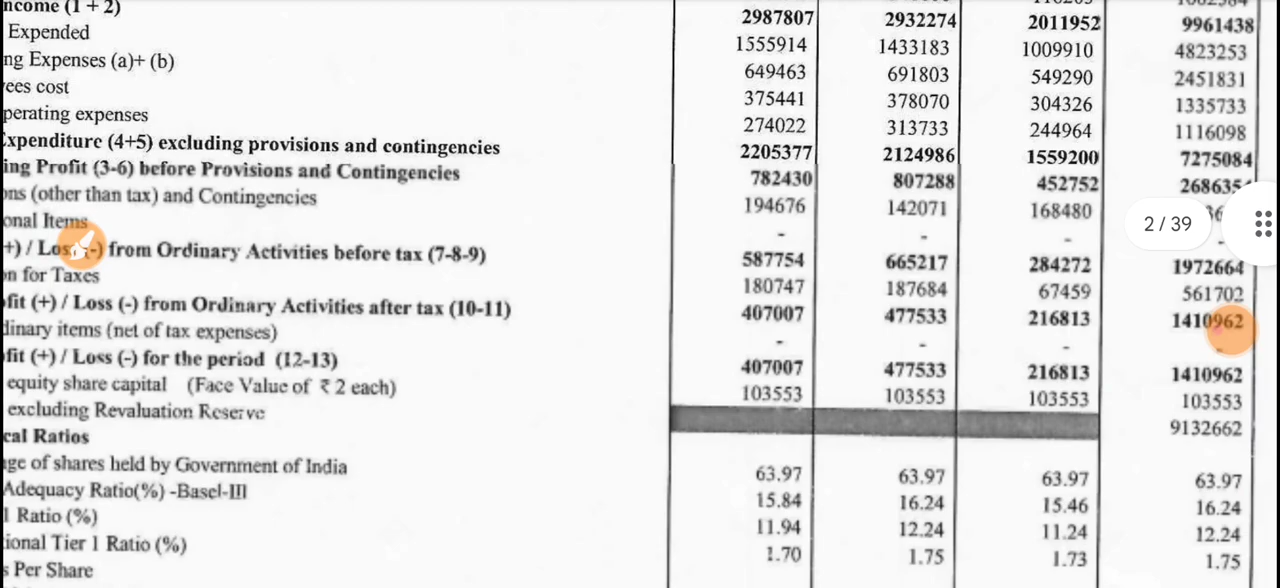 ncome (1 + 2) 2987807 2932274 2011952 9961438
Expended 1555914 1433183 1009910 4823253
ng Expenses (a)+ (b) 649463 691803 549290 2451831
ees cost 375441 378070 304326 1335733
perating expenses 274022 313733 244964 1116098
Expenditure (4+5) excluding provisions and contingencies 2205377 2124986 1559200 7275084
ing Profit (3-6) before Provisions and Contingencies 782430 807288 452752 268635
ons (other than tax) and Contingencies 194676 142071 168480
onal Items - - - -
+) / Loss (-) from Ordinary Activities before tax (7-8-9) 587754 665217 284272 1972664
n for Taxes 180747 187684 67459 561702
fit (+) / Loss (-) from Ordinary Activities after tax (10-11) 407007 477533 216813 1410962
dinary items (net of tax expenses) - - - -
fit (+) / Loss (-) for the period (12-13) 407007 477533 216813 1410962
equity share capital (Face Value of ₹ 2 each) 103553 103553 103553 103553
excluding Revaluation Reserve 9132662
cal Ratios
ge of shares held by Government of India 63.97 63.97 63.97 63.97
Adequacy Ratio(%) -Basel-III 15.84 16.24 15.46 16.24
1 Ratio (%) 11.94 12.24 11.24 12.24
ional Tier 1 Ratio (%) 1.70 1.75 1.73 1.75
s Per Share
2 / 39